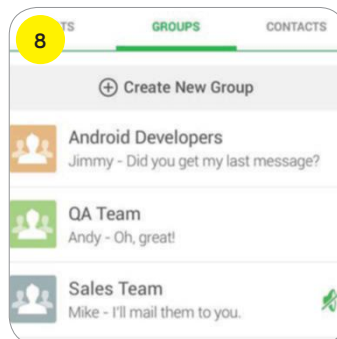 8
TS GROUPS CONTACTS
Create New Group
Android Developers
Jimmy - Did you get my last message?
QA Team
Andy - Oh, great!
Sales Team
Mike - I'll mail them to you.